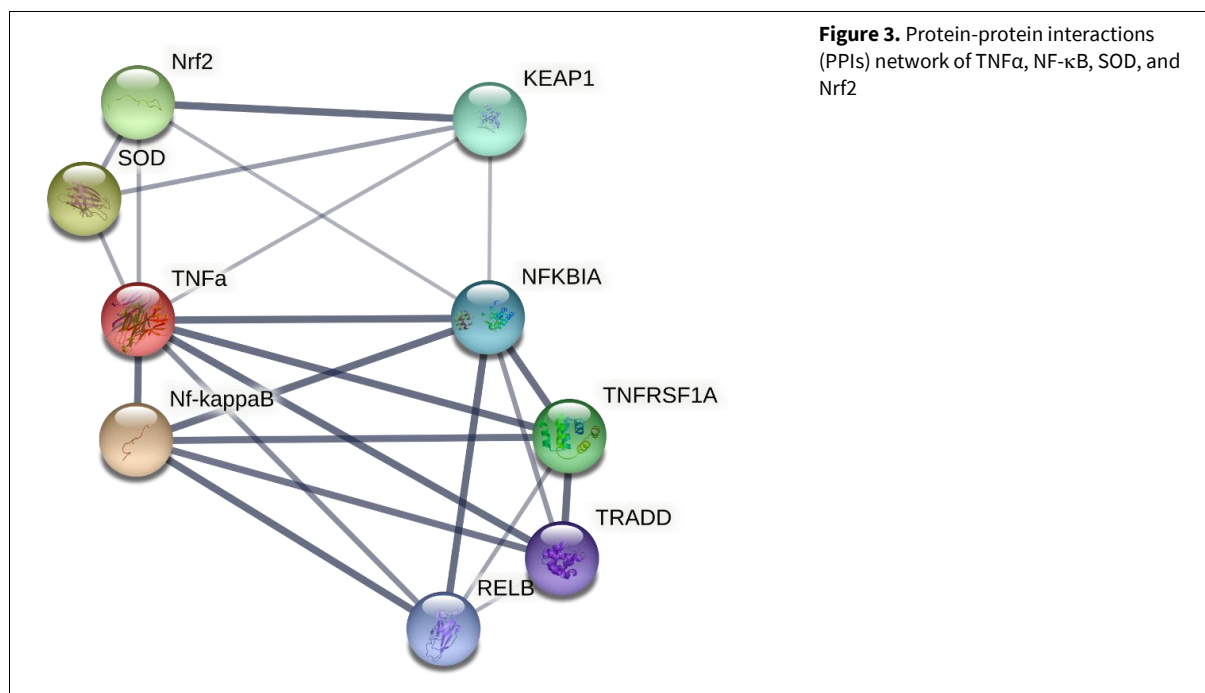 Figure 3. Protein-protein interactions
(PPIs) network of TNFα, NF-κB, SOD, and
Nrf2
Nrf2
KEAP1
SOD
TNFa
NFKBIA
Nf-kappaB
TNFRSF1A
TRADD
RELB